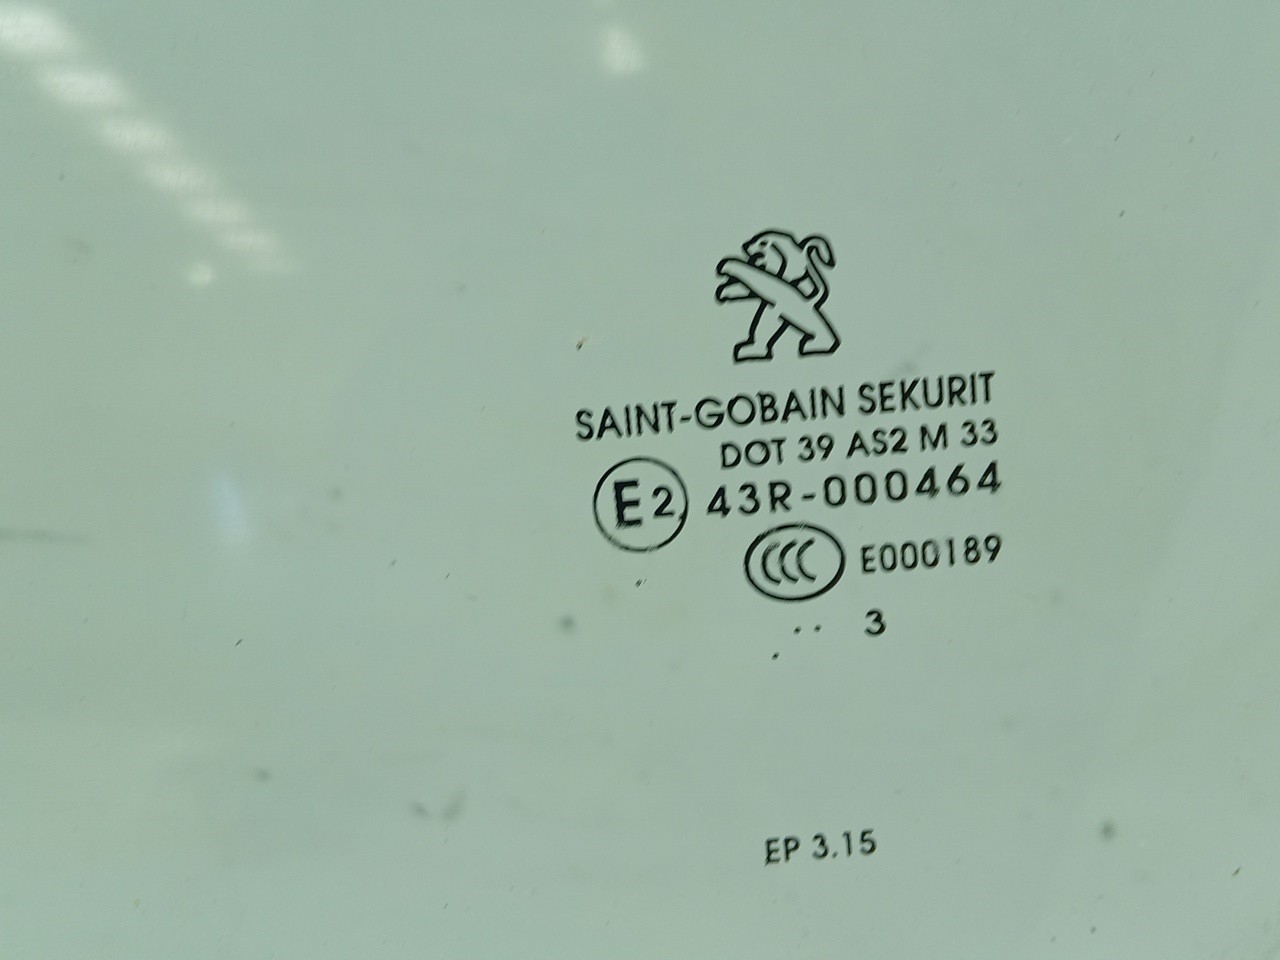 SAINT-GOBAIN SEKURIT
DOT 39 AS2 M 33
E2 43R-000464
CCC E000189
.. 3
.
EP 3.15